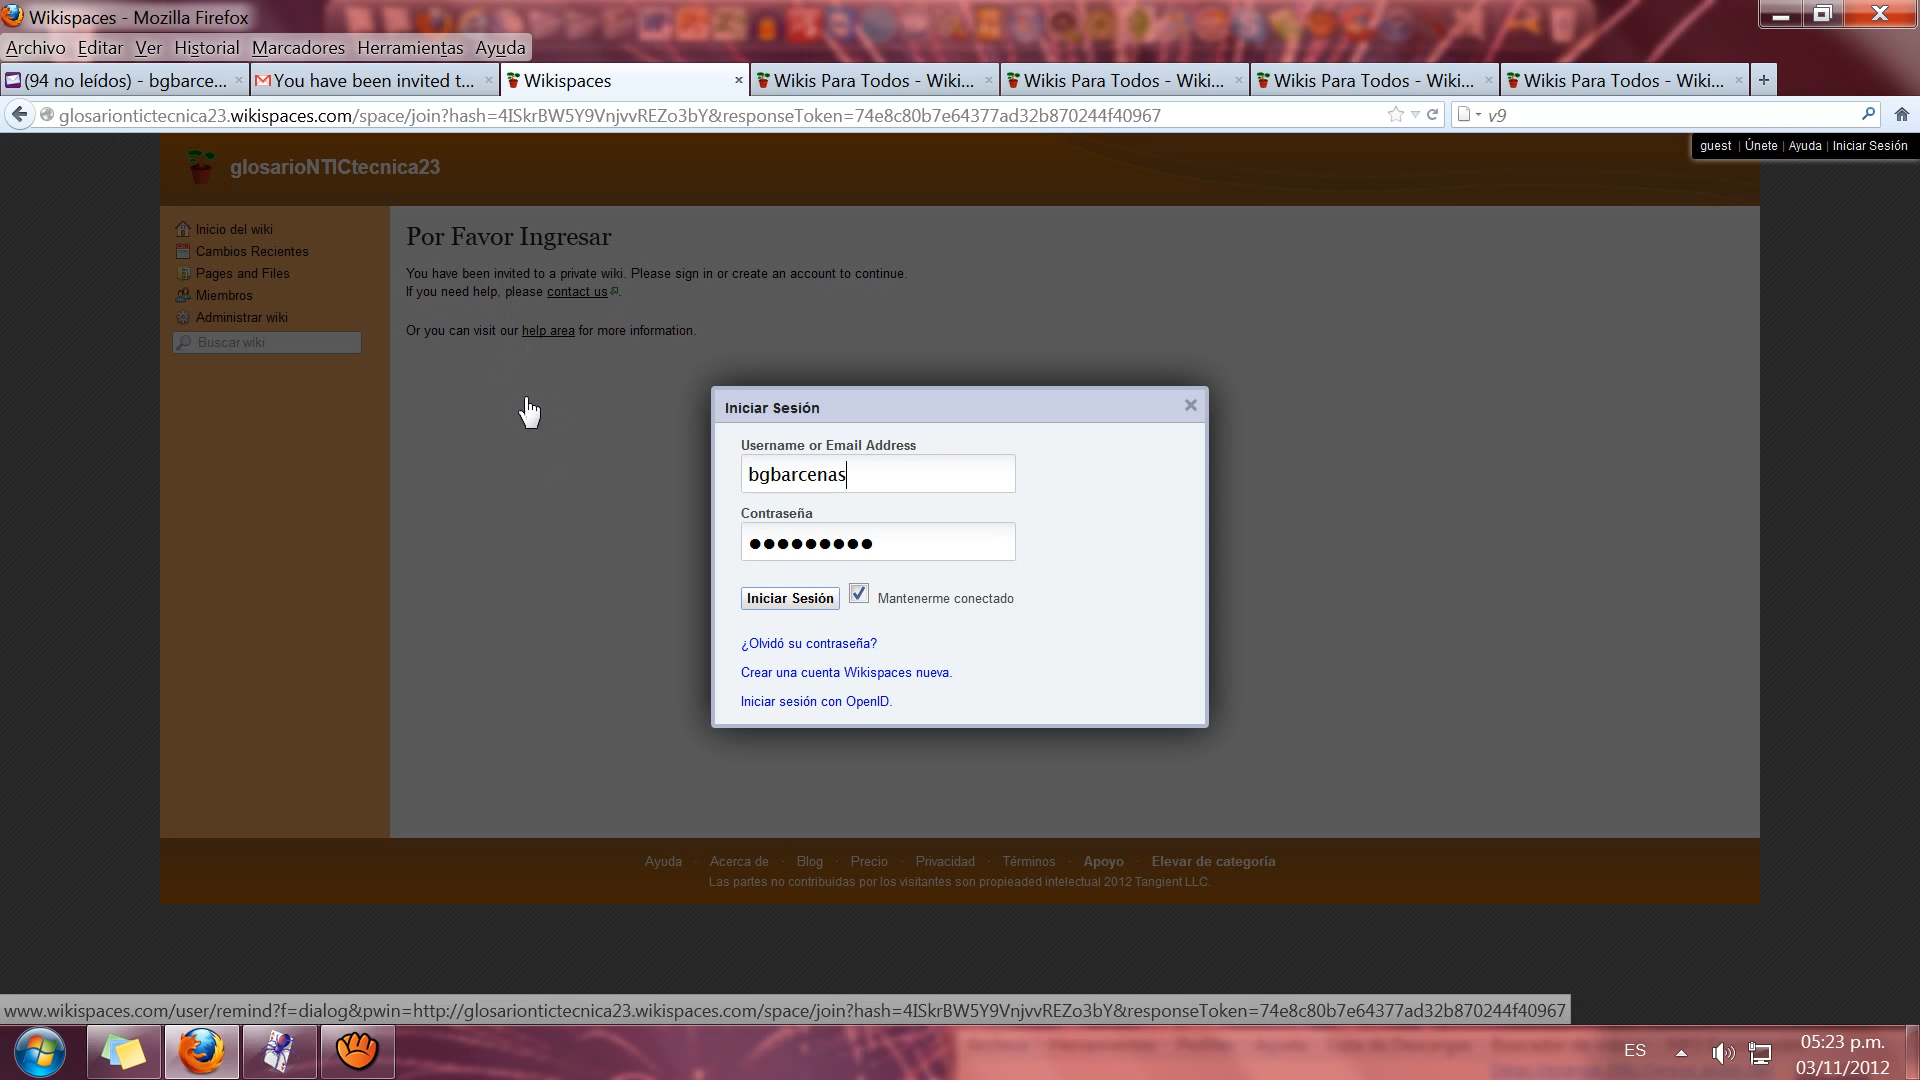 Wikispaces - Mozilla Firefox
Archivo Editar Ver Historial Marcadores Herramientas Ayuda
(94 no leídos) - bgbarce... You have been invited t... Wikispaces Wikis Para Todos - Wiki... Wikis Para Todos - Wiki... Wikis Para Todos - Wiki... Wikis Para Todos - Wiki...
glosariontictecnica23.wikispaces.com/space/join?hash=4ISkrBW5Y9VnjvvREZo3bY&responseToken=74e8c80b7e64377ad32b870244f40967 v9
guest | Únete | Ayuda | Iniciar Sesión
glosarioNTICtecnica23
Inicio del wiki
Cambios Recientes
Pages and Files
Miembros
Administrar wiki
Buscar wiki
Por Favor Ingresar
You have been invited to a private wiki. Please sign in or create an account to continue.
If you need help, please contact us.
Or you can visit our help area for more information.
Iniciar Sesión
Username or Email Address
bgbarcenas
Contraseña
●●●●●●●●●
Iniciar Sesión Mantenerme conectado
¿Olvidó su contraseña?
Crear una cuenta Wikispaces nueva.
Iniciar sesión con OpenID.
Ayuda · Acerca de · Blog · Precio · Privacidad · Términos · Apoyo · Elevar de categoría
Las partes no contribuidas por los visitantes son propieaded intelectual 2012 Tangient LLC.
www.wikispaces.com/user/remind?f=dialog&pwin=http://glosariontictecnica23.wikispaces.com/space/join?hash=4ISkrBW5Y9VnjvvREZo3bY&responseToken=74e8c80b7e64377ad32b870244f40967
ES
05:23 p.m.
03/11/2012